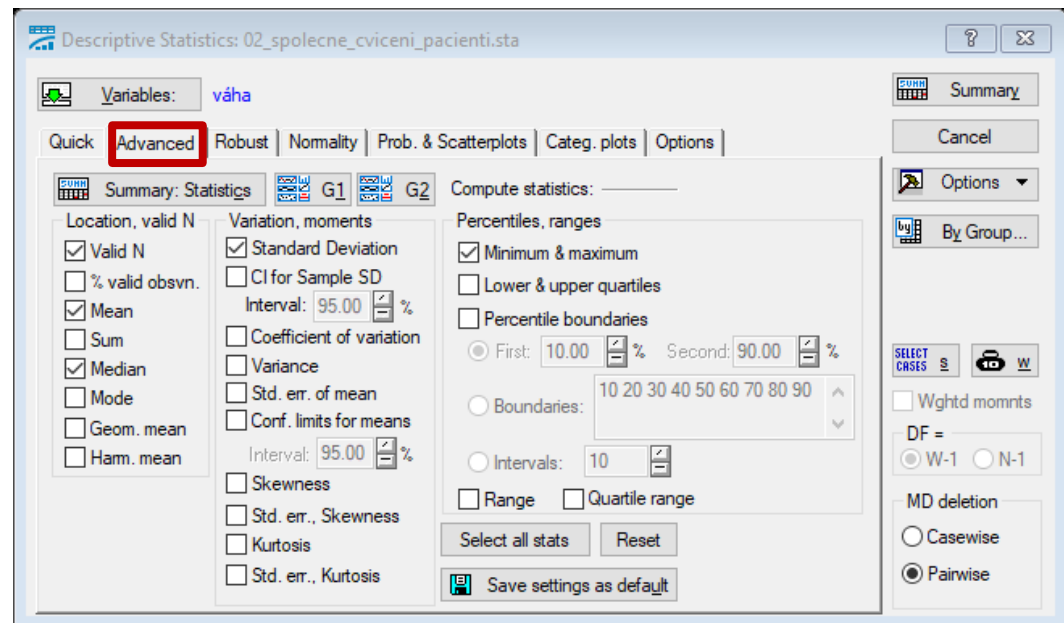 Descriptive Statistics: 02_spolecne_cviceni_pacienti.sta
?
Variables: váha
Summary
Quick Advanced Robust Normality Prob. & Scatterplots Categ. plots Options
Cancel
Summary: Statistics G1 G2 Compute statistics:
Options
By Group...
Location, valid N
Valid N
% valid obsvn.
Mean
Sum
Median
Mode
Geom. mean
Harm. mean
Variation, moments
Standard Deviation
CI for Sample SD
Interval: 95.00 %
Coefficient of variation
Variance
Std. err. of mean
Conf. limits for means
Interval: 95.00 %
Skewness
Std. err., Skewness
Kurtosis
Std. err., Kurtosis
Percentiles, ranges
Minimum & maximum
Lower & upper quartiles
Percentile boundaries
First: 10.00 % Second: 90.00 %
Boundaries: 10 20 30 40 50 60 70 80 90
Intervals: 10
Range Quartile range
Select all stats Reset
Save settings as default
SELECT CASES S W
Wghtd momnts
DF =
W-1 N-1
MD deletion
Casewise
Pairwise